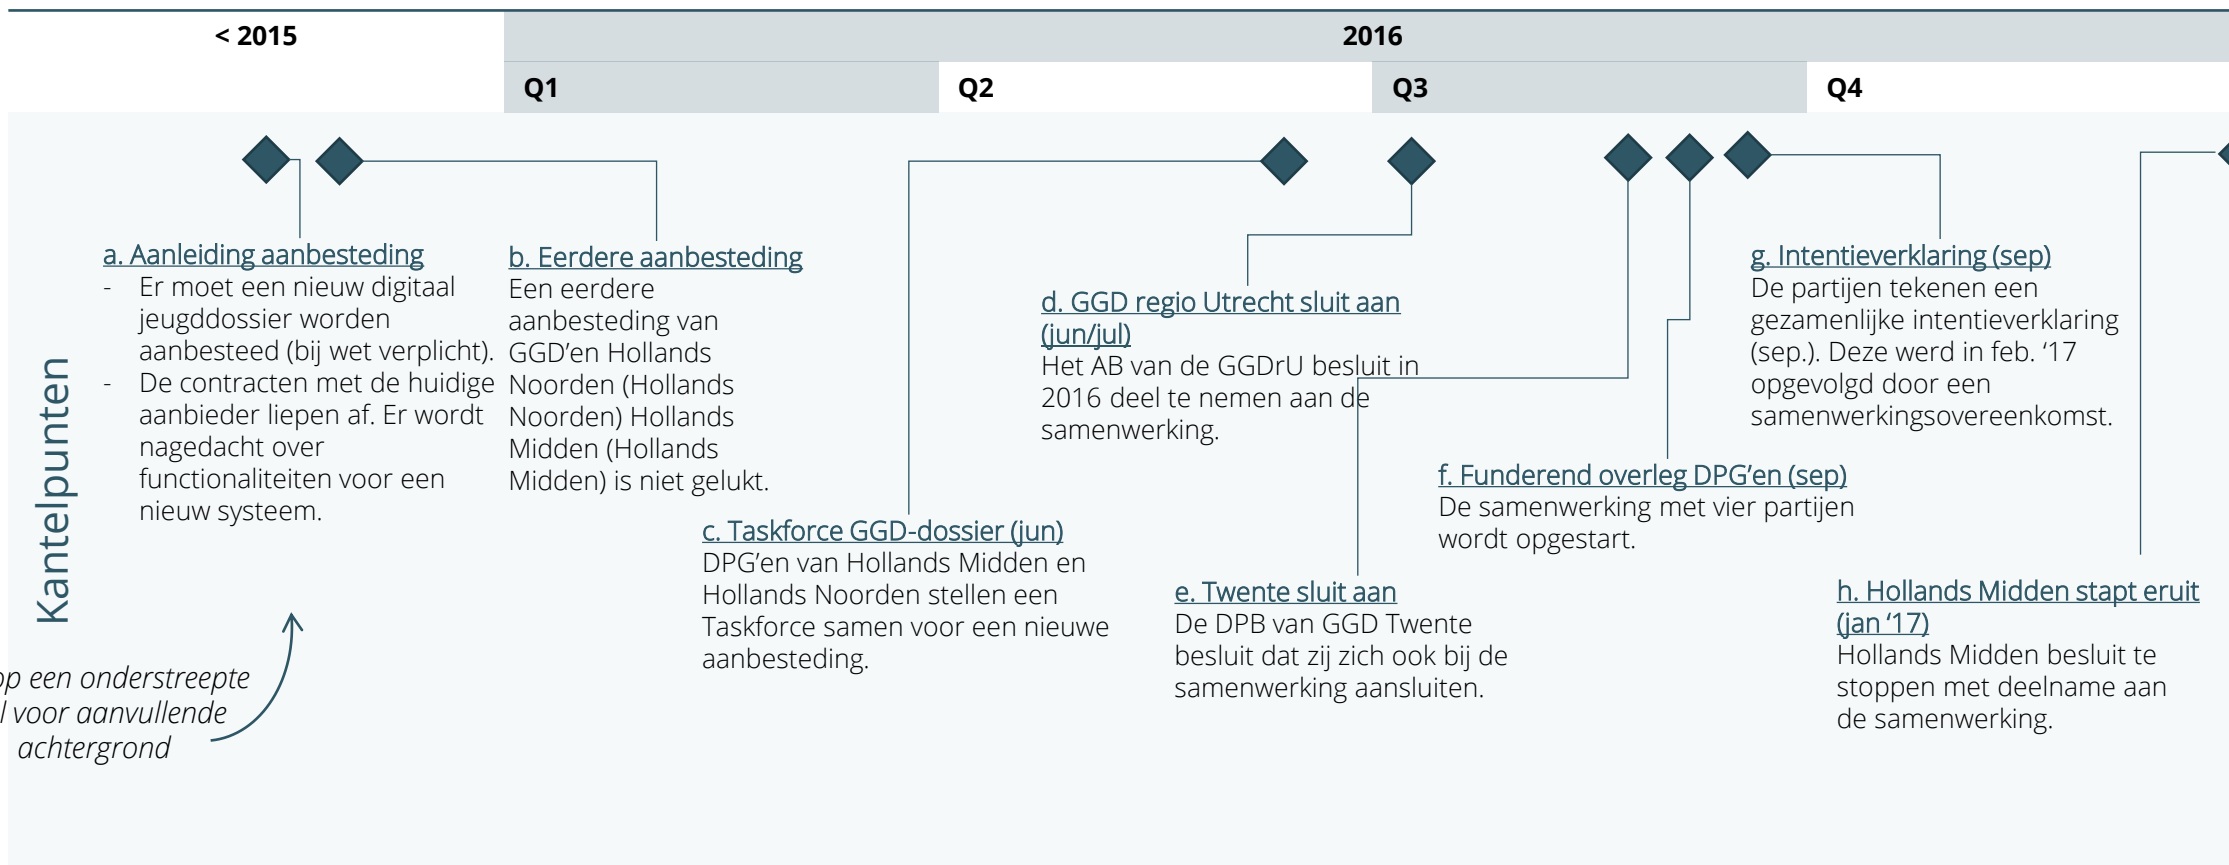 < 2015
2016
Q1
Q2
Q3
Q4
Kantelpunten
a. Aanleiding aanbesteding
- Er moet een nieuw digitaal
jeugddossier worden
aanbesteed (bij wet verplicht).
- De contracten met de huidige
aanbieder liepen af. Er wordt
nagedacht over
functionaliteiten voor een
nieuw systeem.
b. Eerdere aanbesteding
Een eerdere
aanbesteding van
GGD’en Hollands
Noorden (Hollands
Noorden) Hollands
Midden (Hollands
Midden) is niet gelukt.
c. Taskforce GGD-dossier (jun)
DPG’en van Hollands Midden en
Hollands Noorden stellen een
Taskforce samen voor een nieuwe
aanbesteding.
d. GGD regio Utrecht sluit aan
(jun/jul)
Het AB van de GGDrU besluit in
2016 deel te nemen aan de
samenwerking.
e. Twente sluit aan
De DPB van GGD Twente
besluit dat zij zich ook bij de
samenwerking aansluiten.
f. Funderend overleg DPG’en (sep)
De samenwerking met vier partijen
wordt opgestart.
g. Intentieverklaring (sep)
De partijen tekenen een
gezamenlijke intentieverklaring
(sep.). Deze werd in feb. ‘17
opgevolgd door een
samenwerkingsovereenkomst.
h. Hollands Midden stapt eruit
(jan ‘17)
Hollands Midden besluit te
stoppen met deelname aan
de samenwerking.
op een onderstreepte
voor aanvullende
achtergrond